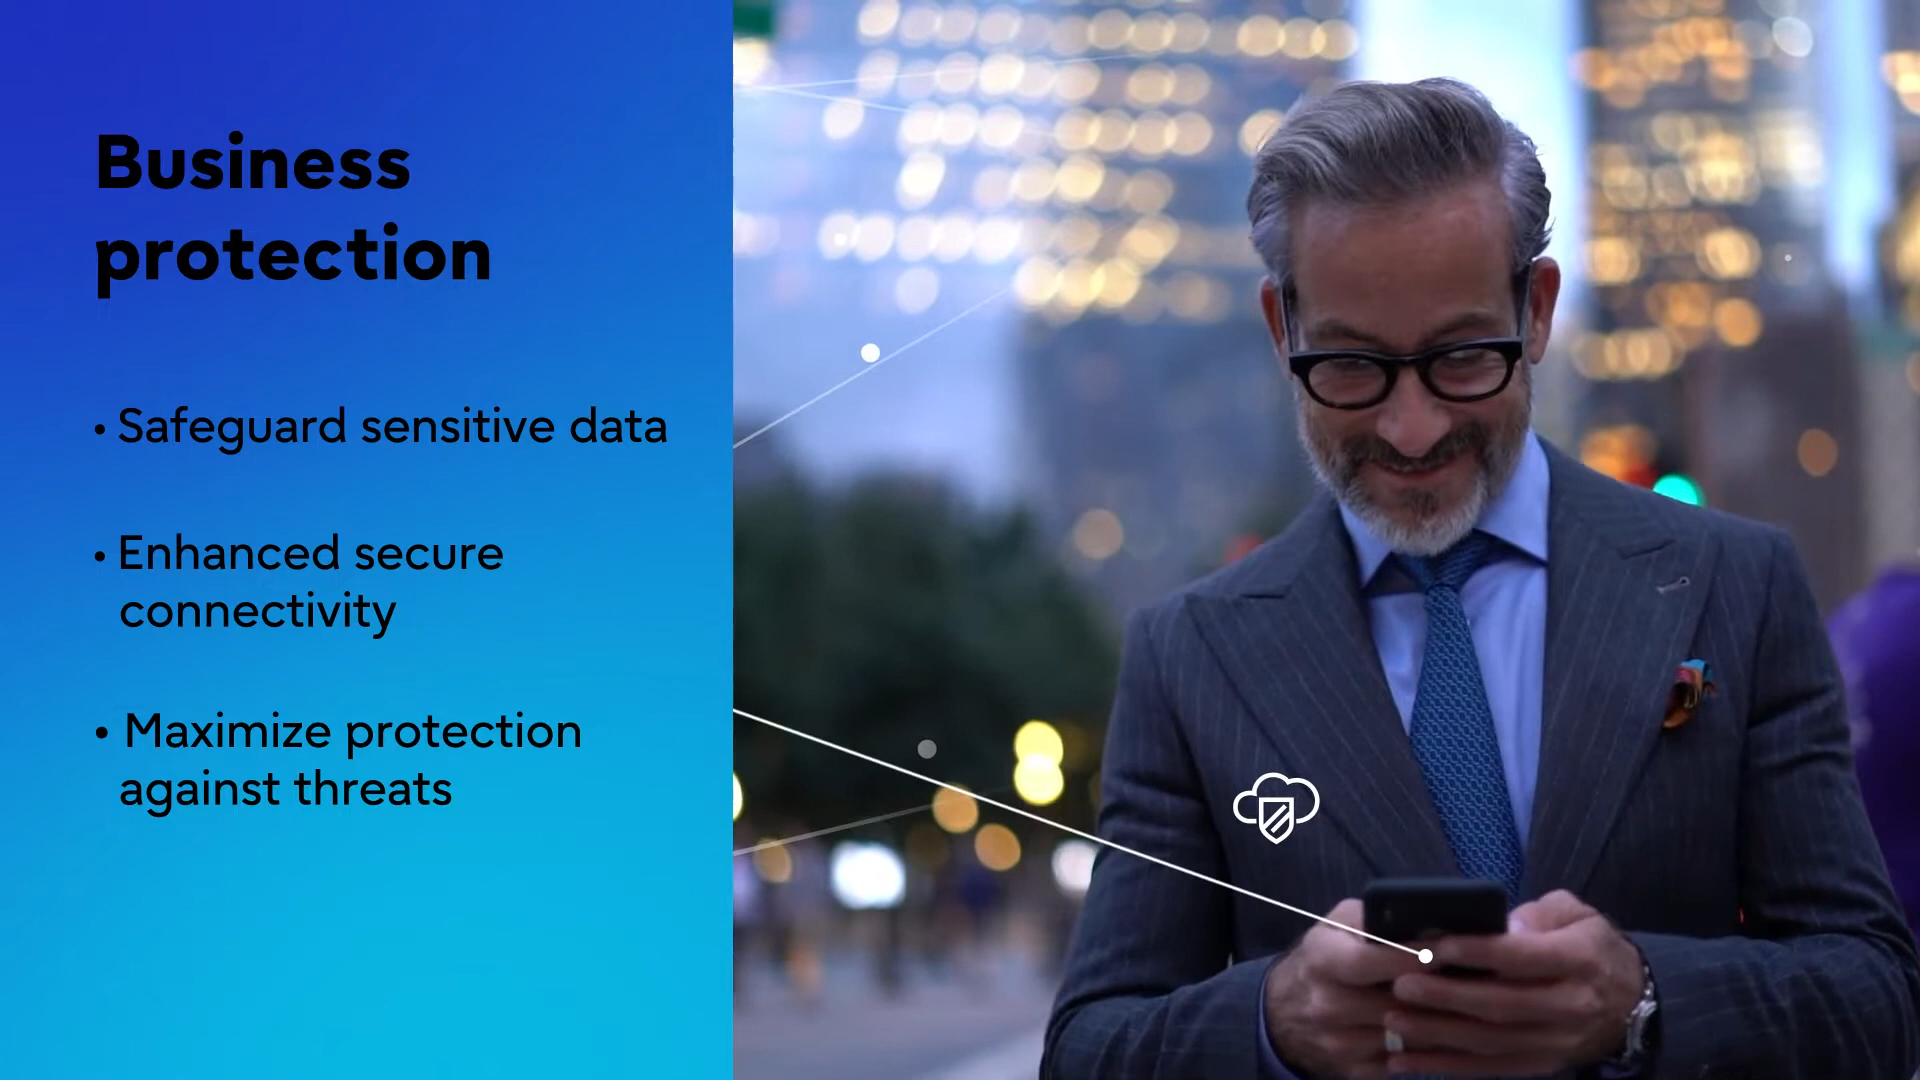 Business
protection
• Safeguard sensitive data
• Enhanced secure
connectivity
• Maximize protection
against threats